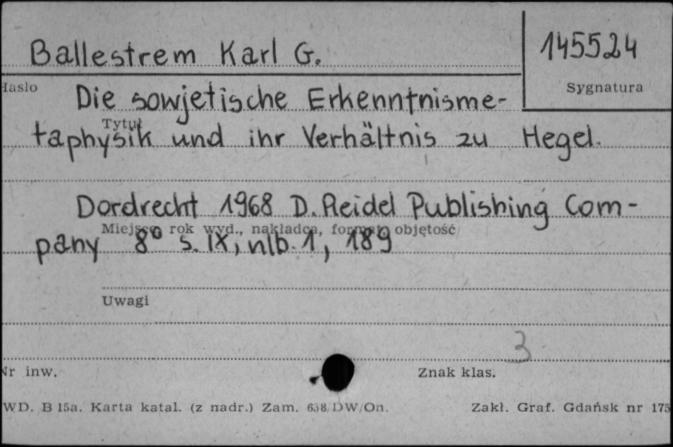 Ballestrem Karl G.
145524
Hasło
Sygnatura
Die sowjetische Erkenntnisme-
Tytuł
taphysik und ihr Verhältnis zu Hegel.
Dordrecht 1968 D. Reidel Publishing Com-
Miejsce rok wyd., nakładca, format, objętość
pany 8° s. IX, nlb. 1, 189
Uwagi
3
Nr inw.
Znak klas.
WD. B 15a. Karta katal. (z nadr.) Zam. 638/DW/On.
Zakł. Graf. Gdańsk nr 175